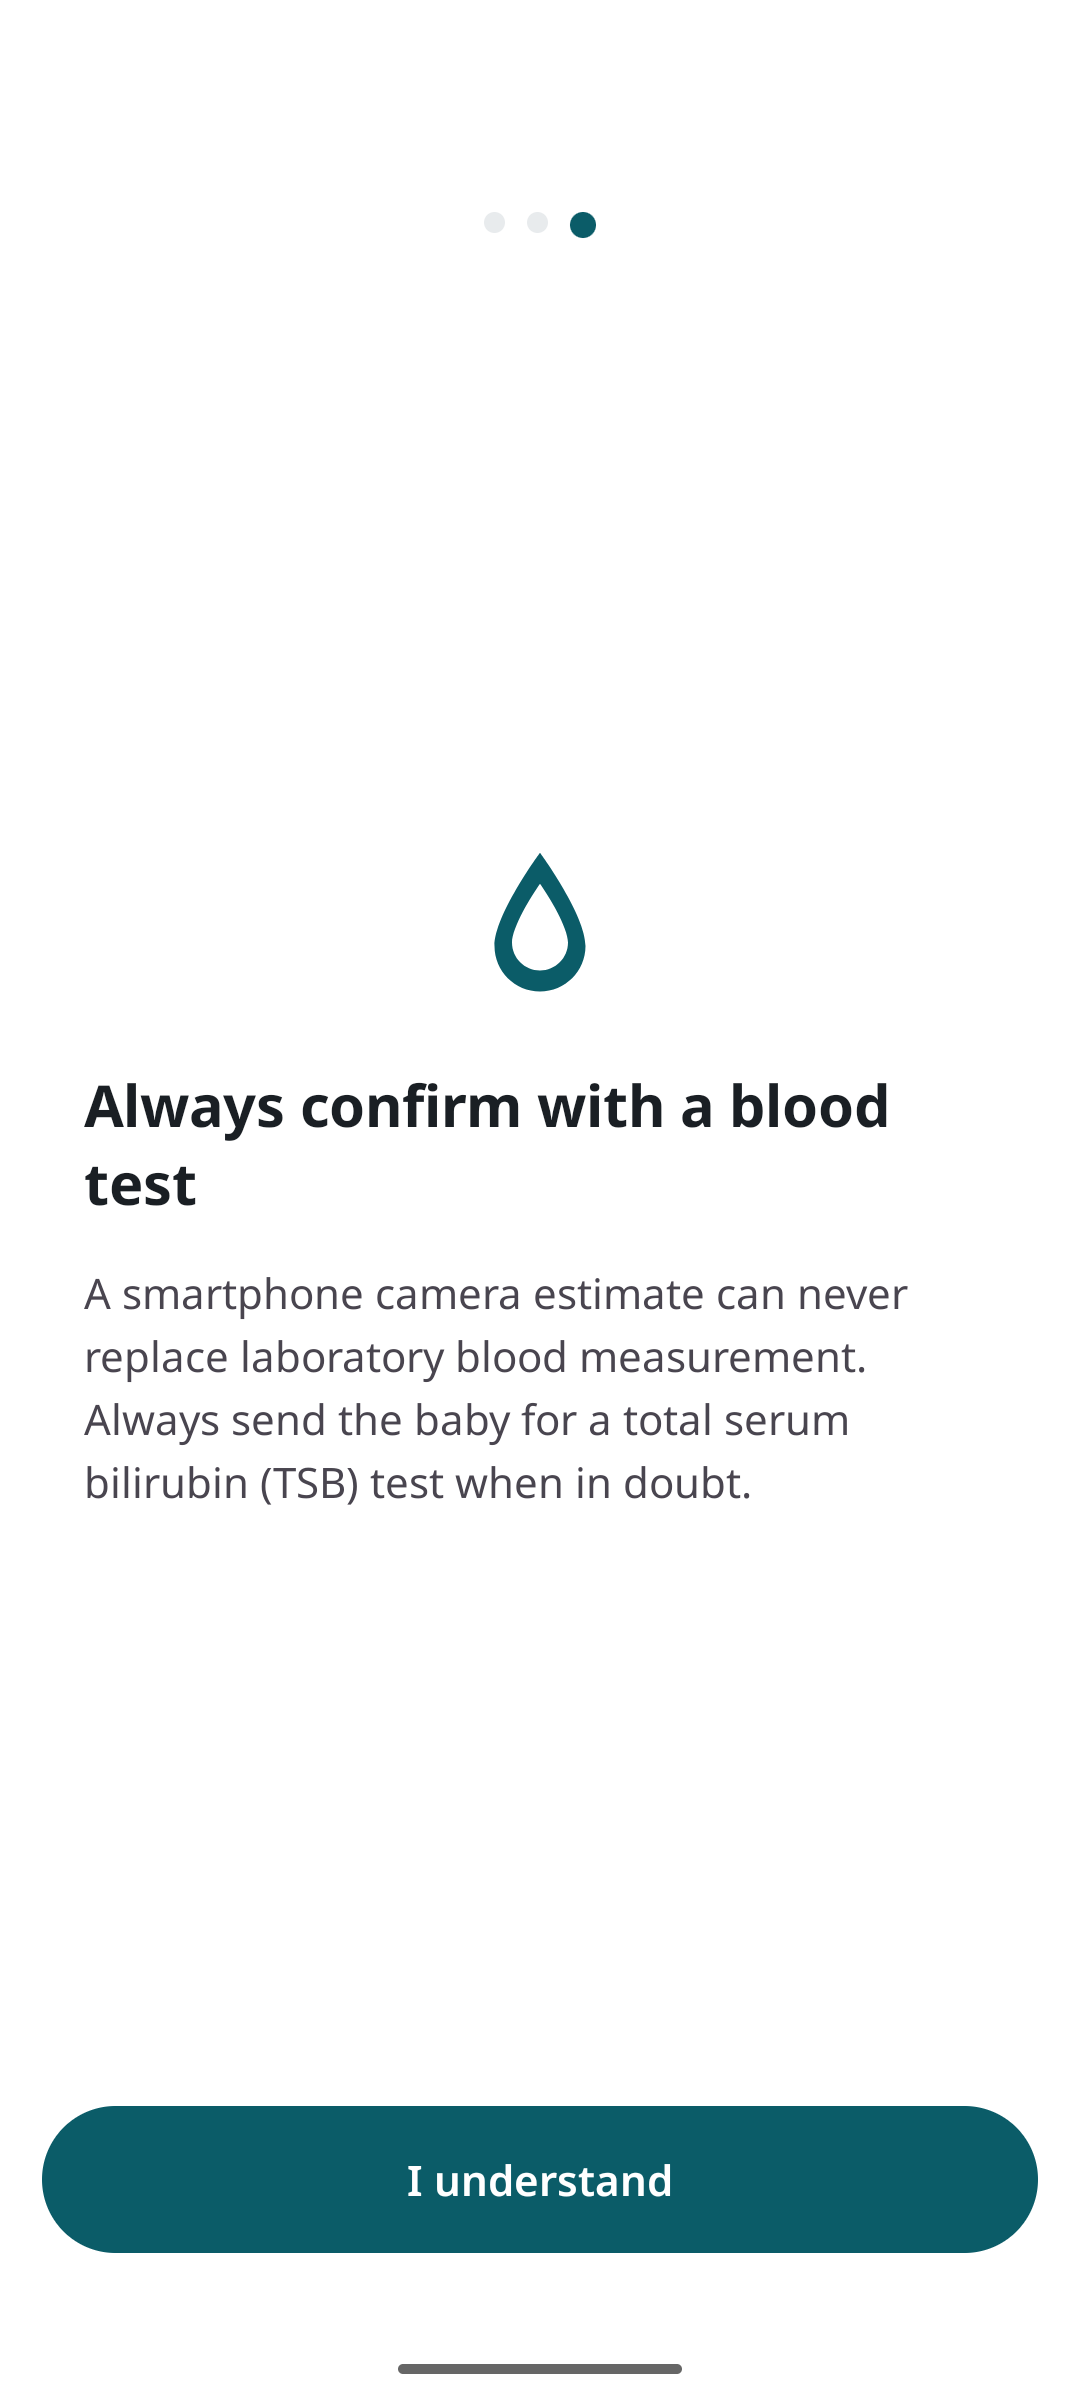 Always confirm with a blood
test
A smartphone camera estimate can never
replace laboratory blood measurement.
Always send the baby for a total serum
bilirubin (TSB) test when in doubt.
I understand